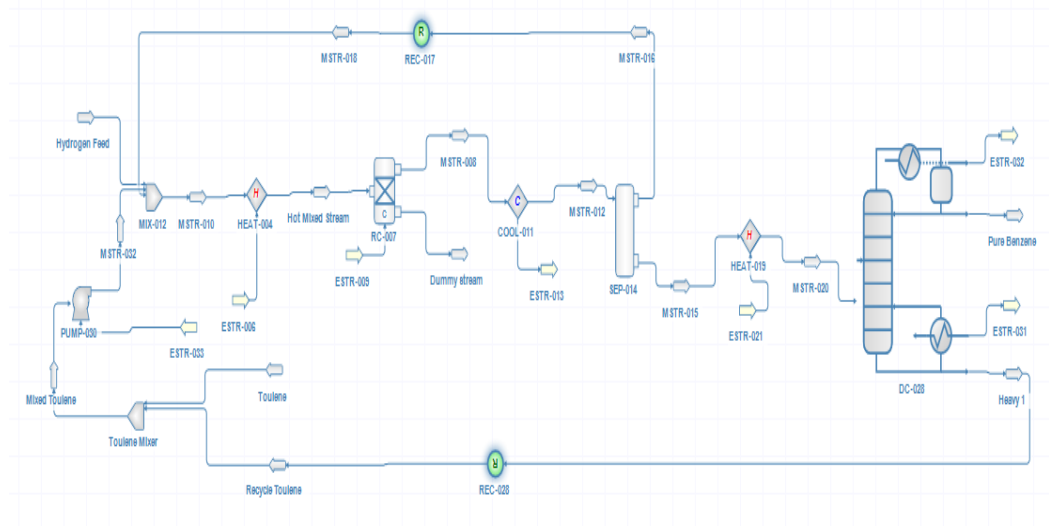 R
MSTR-018
REC-017
MSTR-016
Hydrogen Feed
MSTR-008
ESTR-032
H
MIX-012
MSTR-010
HEAT-004
Hot Mixed Stream
C
RC-007
C
COOL-011
MSTR-012
Pure Benzene
MSTR-032
ESTR-009
Dummy stream
ESTR-013
SEP-014
H
HEAT-019
MSTR-020
MSTR-015
PUMP-030
ESTR-006
ESTR-021
ESTR-031
ESTR-033
Mixed Toulene
Toulene
DC-028
Heavy 1
Toulene Mixer
R
Recycle Toulene
REC-028